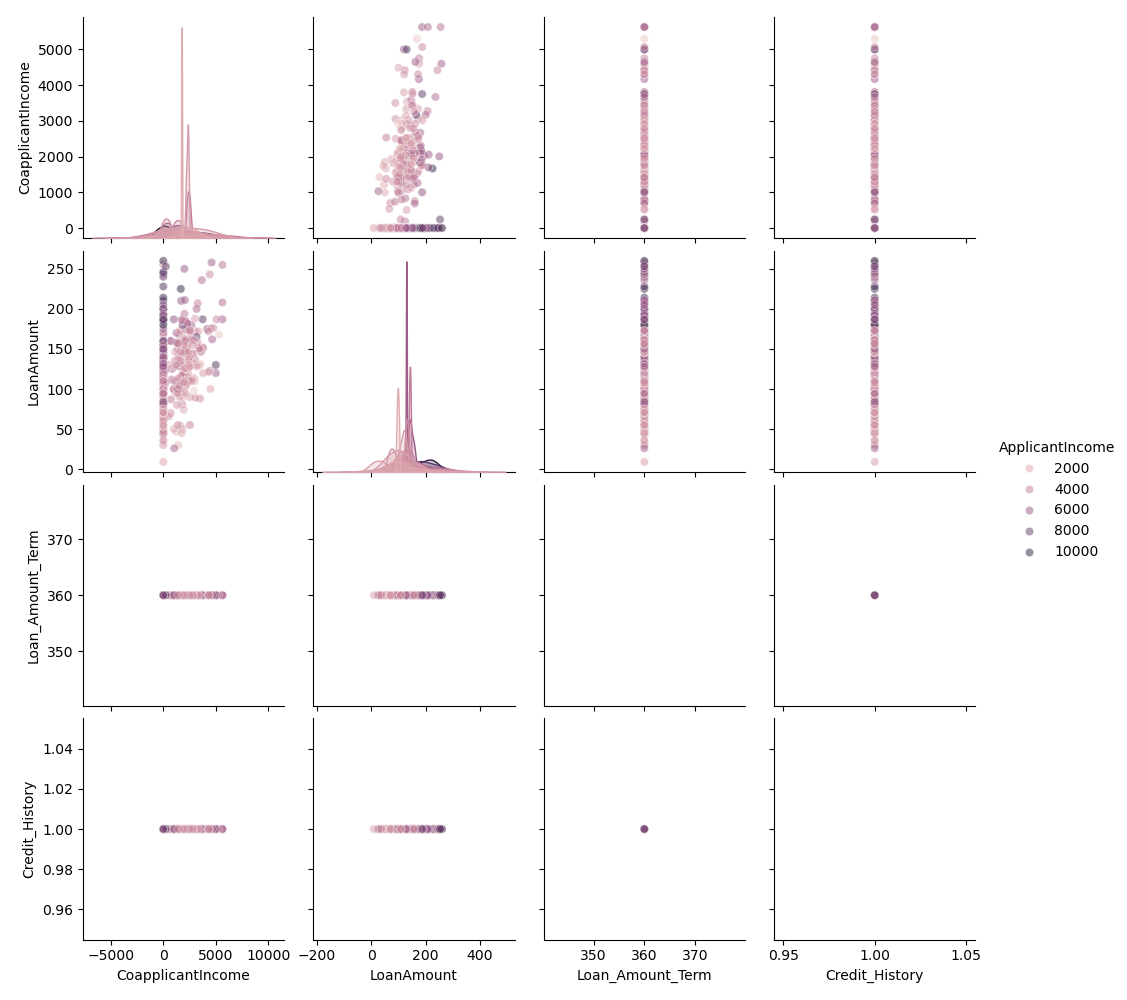 5000
4000
3000
2000
1000
0
CoapplicantIncome
250
200
150
100
50
0
LoanAmount
ApplicantIncome
2000
4000
6000
8000
10000
370
360
350
Loan_Amount_Term
1.04
1.02
1.00
0.98
0.96
Credit_History
−5000 0 5000 10000
−200 0 200 400
350 360 370
0.95 1.00 1.05
CoapplicantIncome
LoanAmount
Loan_Amount_Term
Credit_History